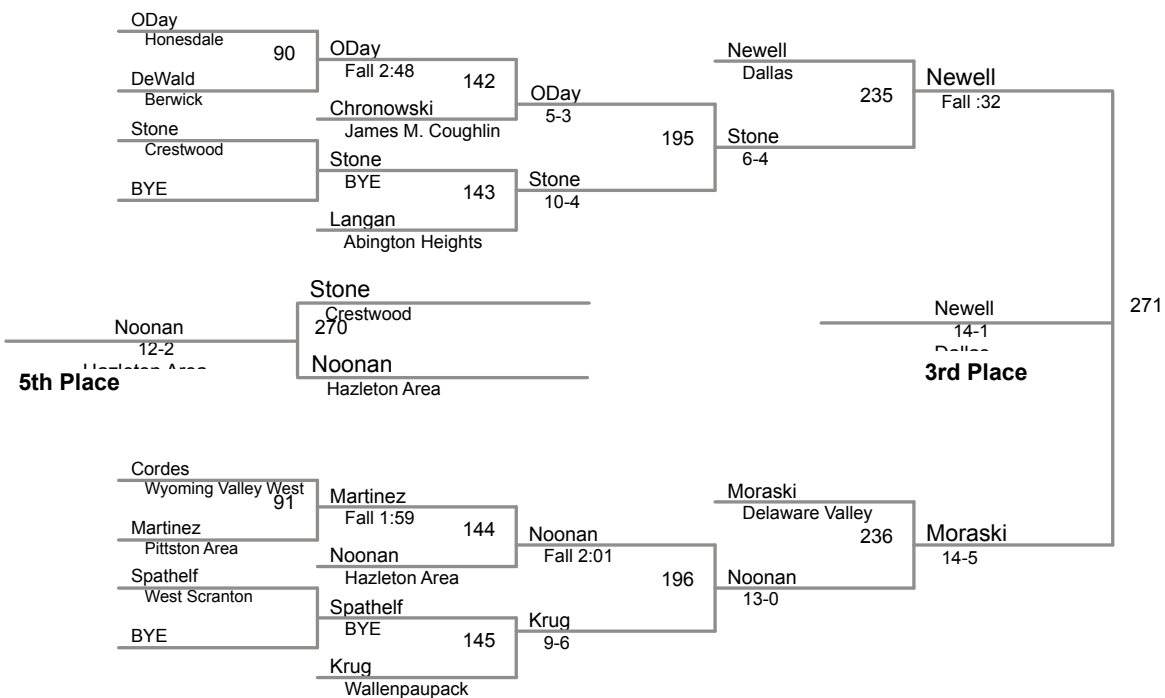 ODay
Honesdale
90
DeWald
Berwick
Stone
Crestwood
BYE
ODay
Fall 2:48
142
Chronowski
James M. Coughlin
Stone
BYE
143
Langan
Abington Heights
ODay
5-3
195
Stone
10-4
Newell
Dallas
235
Stone
6-4
Newell
Fall :32
271
Stone
Crestwood
270
Noonan
Hazleton Area
Noonan
12-2
Hazleton Area
5th Place
Newell
14-1
Dallas
3rd Place
Cordes
Wyoming Valley West
91
Martinez
Pittston Area
Spathelf
West Scranton
BYE
Martinez
Fall 1:59
144
Noonan
Hazleton Area
Spathelf
BYE
145
Krug
Wallenpaupack
Noonan
Fall 2:01
196
Krug
9-6
Moraski
Delaware Valley
236
Noonan
13-0
Moraski
14-5